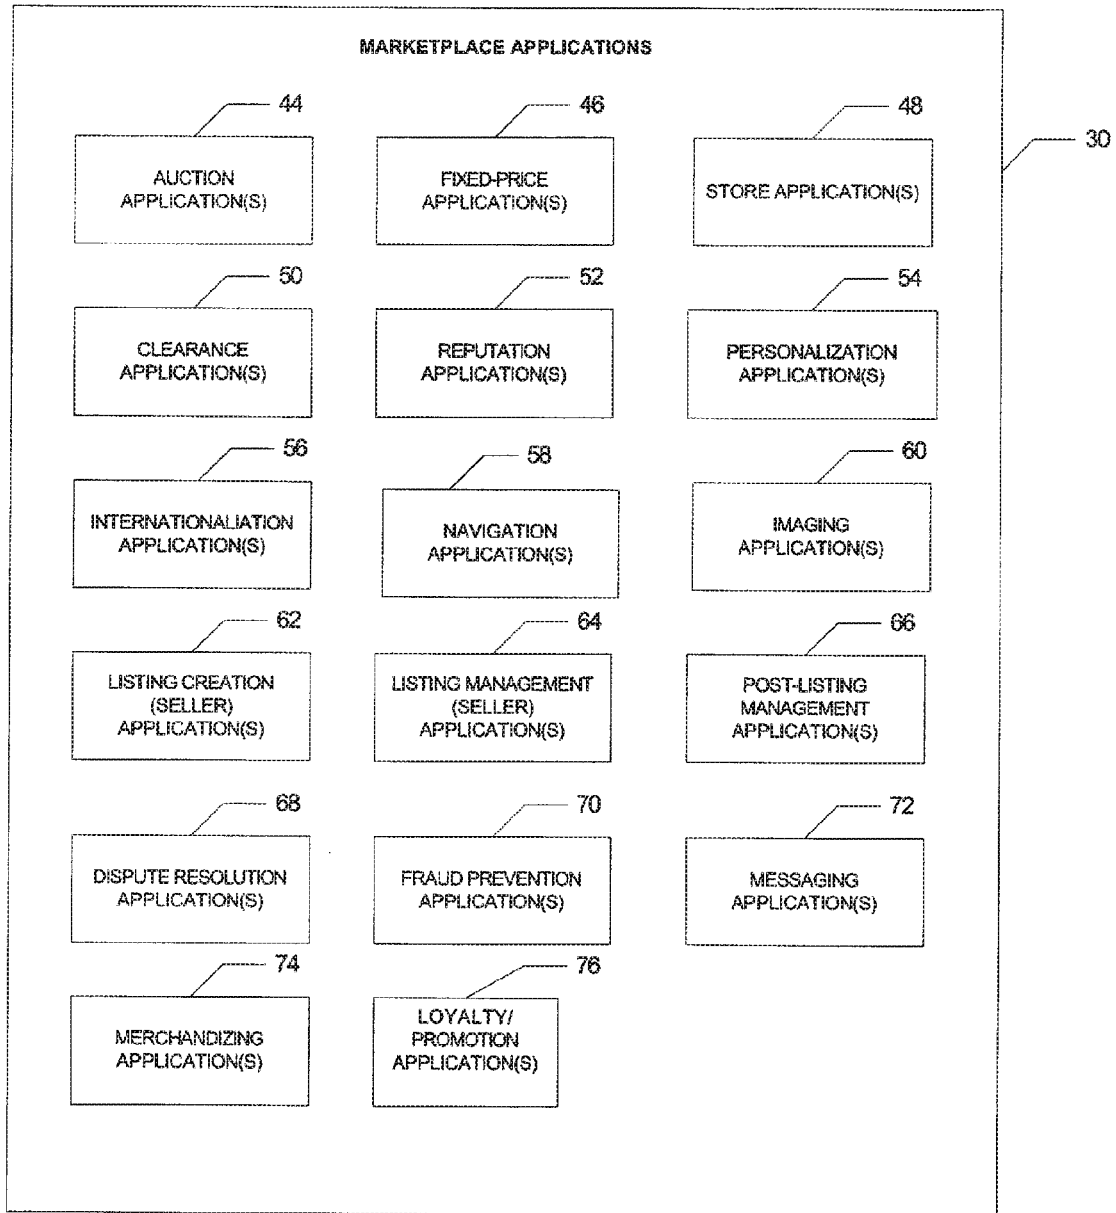 MARKETPLACE APPLICATIONS
44
46
48
30
AUCTION
APPLICATION(S)
FIXED-PRICE
APPLICATION(S)
STORE APPLICATION(S)
50
52
54
CLEARANCE
APPLICATION(S)
REPUTATION
APPLICATION(S)
PERSONALIZATION
APPLICATION(S)
56
58
60
INTERNATIONALIATION
APPLICATION(S)
NAVIGATION
APPLICATION(S)
IMAGING
APPLICATION(S)
62
64
66
LISTING CREATION
(SELLER)
APPLICATION(S)
LISTING MANAGEMENT
(SELLER)
APPLICATION(S)
POST-LISTING
MANAGEMENT
APPLICATION(S)
68
70
72
DISPUTE RESOLUTION
APPLICATION(S)
FRAUD PREVENTION
APPLICATION(S)
MESSAGING
APPLICATION(S)
74
76
MERCHANDIZING
APPLICATION(S)
LOYALTY/
PROMOTION
APPLICATION(S)